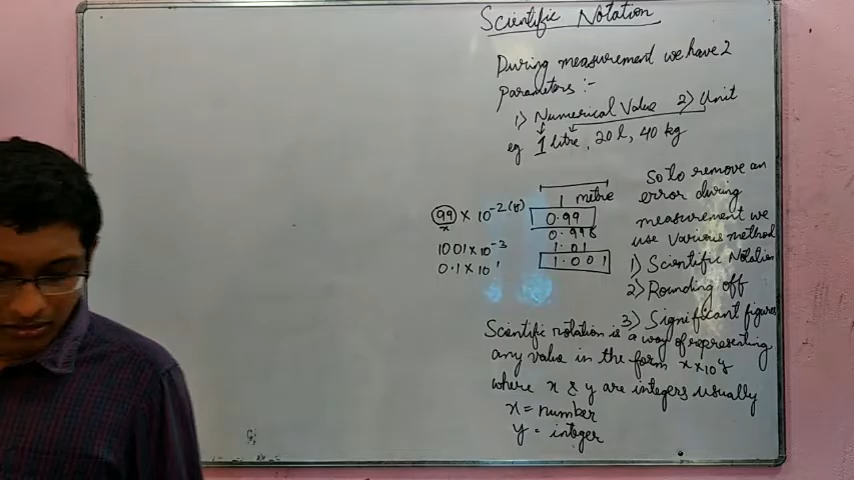 Scientific Notation
During measurement we have 2
Parameters :-
1) Numerical Value 2) Unit
eg 1 litre, 20 l, 40 kg
1 metre
99 × 10^-2 (y)
x
0.99
0.998
1001 × 10^-3
1.01
0.1 × 10^1
1.001
So to remove an
error during
measurement we
use Various method
1) Scientific Notation
2) Rounding off
3) Significant figures
Scientific notation is a way of representing
any value in the form x × 10^y
where x & y are integers usually
x = number
y = integer